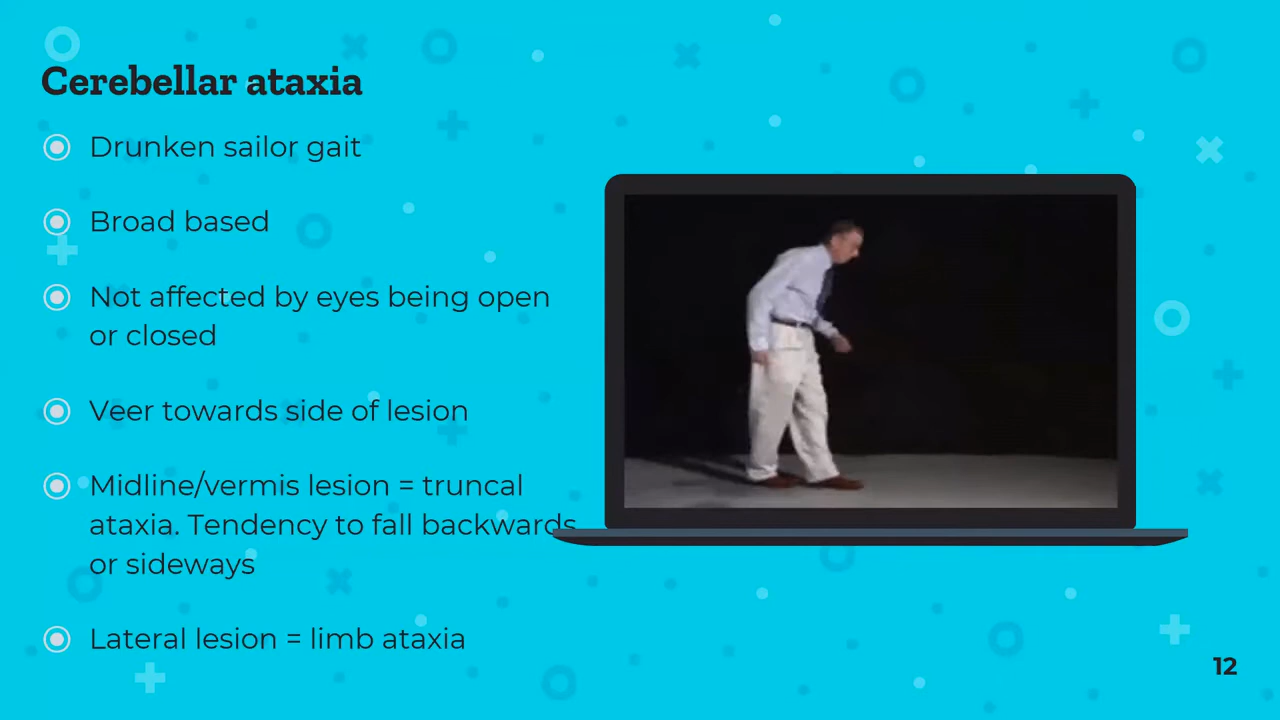 Cerebellar ataxia
Drunken sailor gait
Broad based
Not affected by eyes being open
or closed
Veer towards side of lesion
Midline/vermis lesion = truncal
ataxia. Tendency to fall backwards
or sideways
Lateral lesion = limb ataxia
12